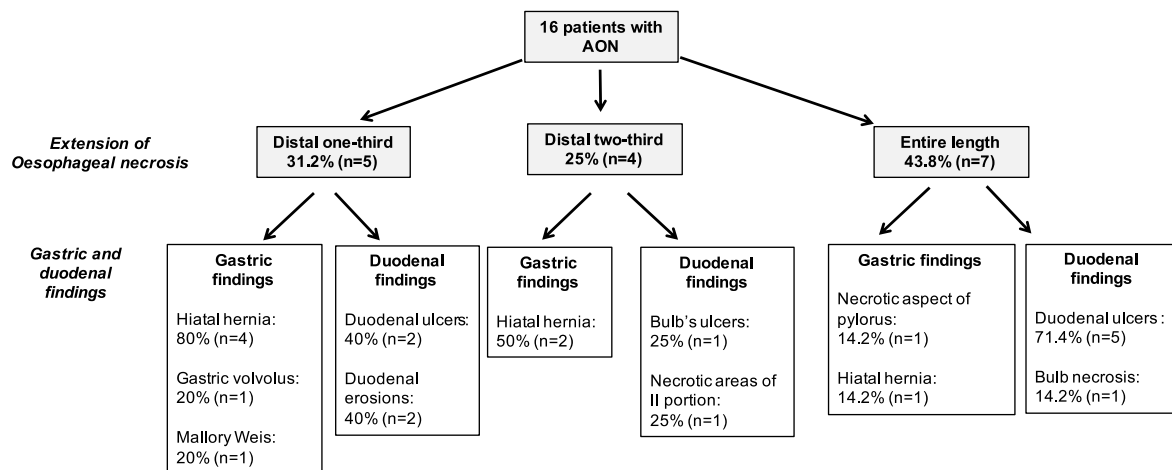 16 patients with
AON
Extension of
Oesophageal necrosis
Distal one-third
31.2% (n=5)
Distal two-third
25% (n=4)
Entire length
43.8% (n=7)
Gastric and
duodenal
findings
Gastric
findings
Hiatal hernia:
80% (n=4)
Gastric volvolus:
20% (n=1)
Mallory Weis:
20% (n=1)
Duodenal
findings
Duodenal ulcers:
40% (n=2)
Duodenal
erosions:
40% (n=2)
Gastric
findings
Hiatal hernia:
50% (n=2)
Duodenal
findings
Bulb's ulcers:
25% (n=1)
Necrotic areas of
II portion:
25% (n=1)
Gastric findings
Necrotic aspect of
pylorus:
14.2% (n=1)
Hiatal hernia:
14.2% (n=1)
Duodenal
findings
Duodenal ulcers :
71.4% (n=5)
Bulb necrosis:
14.2% (n=1)